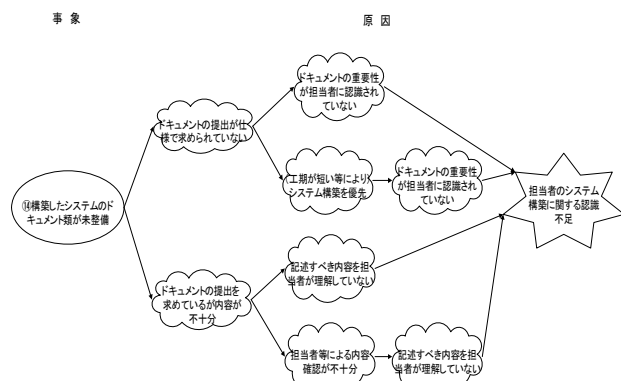 事象
原因
ドキュメントの重要性
が担当者に認識され
ていない
ドキュメントの提出が仕
様で求められていない
工期が短い等により
システム構築を優先
ドキュメントの重要性
が担当者に認識され
ていない
⑭構築したシステムのド
キュメント類が未整備
担当者のシステム
構築に関する認識
不足
ドキュメントの提出を
求めているが内容が
不十分
記述すべき内容を担
当者が理解していない
担当者等による内容
確認が不十分
記述すべき内容を担
当者が理解していない